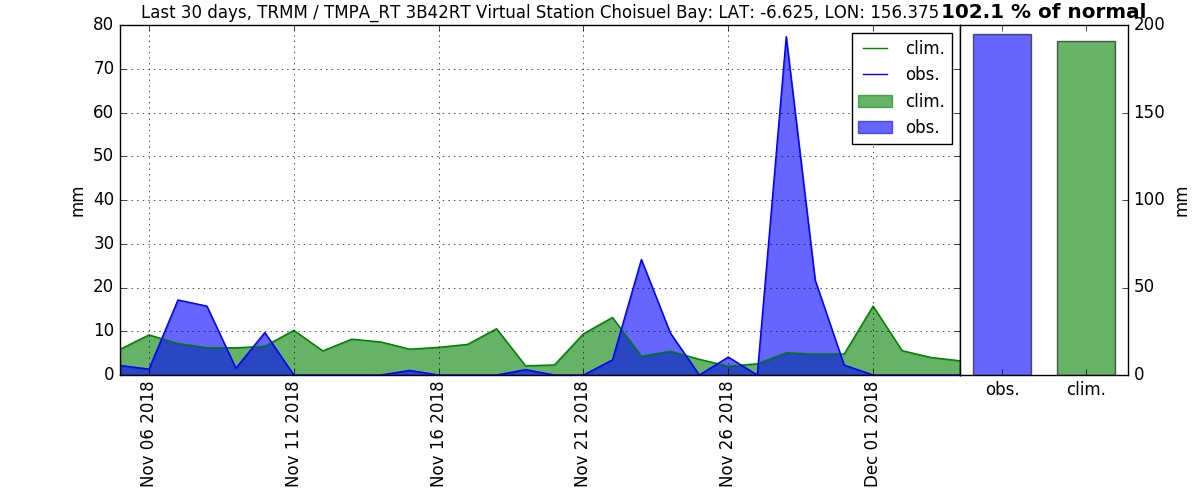 Last 30 days, TRMM / TMPA_RT 3B42RT Virtual Station Choisuel Bay: LAT: -6.625, LON: 156.375
102.1 % of normal
80
70
60
50
40
30
20
10
0
mm
clim.
obs.
clim.
obs.
Nov 06 2018
Nov 11 2018
Nov 16 2018
Nov 21 2018
Nov 26 2018
Dec 01 2018
200
150
100
50
0
mm
obs.
clim.